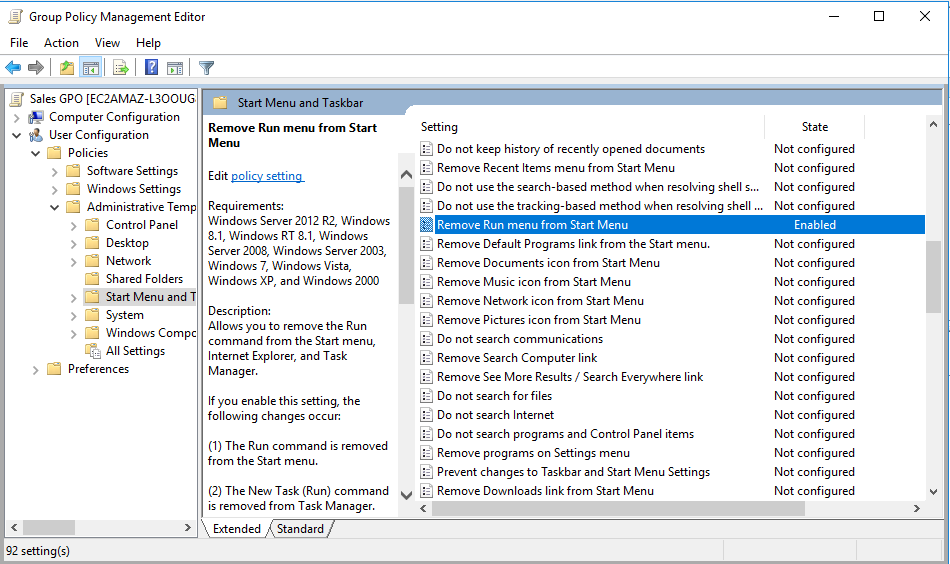 Group Policy Management Editor
File Action View Help
Sales GPO [EC2AMAZ-L3OOUG
Computer Configuration
User Configuration
Policies
Software Settings
Windows Settings
Administrative Temp
Control Panel
Desktop
Network
Shared Folders
Start Menu and T
System
Windows Compo
All Settings
Preferences
Start Menu and Taskbar
Remove Run menu from Start
Menu
Edit policy setting
Requirements:
Windows Server 2012 R2, Windows
8.1, Windows RT 8.1, Windows
Server 2008, Windows Server 2003,
Windows 7, Windows Vista,
Windows XP, and Windows 2000
Description:
Allows you to remove the Run
command from the Start menu,
Internet Explorer, and Task
Manager.
If you enable this setting, the
following changes occur:
(1) The Run command is removed
from the Start menu.
(2) The New Task (Run) command
is removed from Task Manager.
Setting State
Do not keep history of recently opened documents Not configured
Remove Recent Items menu from Start Menu Not configured
Do not use the search-based method when resolving shell s... Not configured
Do not use the tracking-based method when resolving shell ... Not configured
Remove Run menu from Start Menu Enabled
Remove Default Programs link from the Start menu. Not configured
Remove Documents icon from Start Menu Not configured
Remove Music icon from Start Menu Not configured
Remove Network icon from Start Menu Not configured
Remove Pictures icon from Start Menu Not configured
Do not search communications Not configured
Remove Search Computer link Not configured
Remove See More Results / Search Everywhere link Not configured
Do not search for files Not configured
Do not search Internet Not configured
Do not search programs and Control Panel items Not configured
Remove programs on Settings menu Not configured
Prevent changes to Taskbar and Start Menu Settings Not configured
Remove Downloads link from Start Menu Not configured
Extended Standard
92 setting(s)